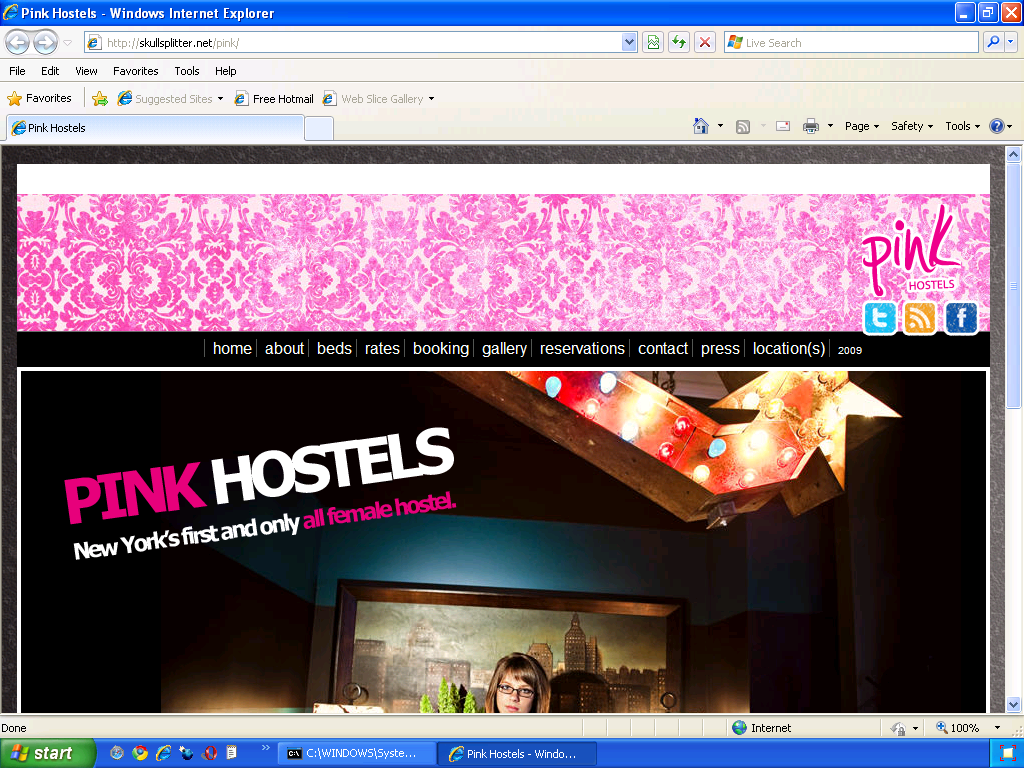 Pink Hostels - Windows Internet Explorer
http://skullsplitter.net/pink/
Live Search
File Edit View Favorites Tools Help
Favorites Suggested Sites Free Hotmail Web Slice Gallery
Pink Hostels
Page Safety Tools
pink
HOSTELS
home about beds rates booking gallery reservations contact press location(s) 2009
PINK HOSTELS
New York's first and only all female hostel.
Done Internet 100%
start C:\WINDOWS\Syste... Pink Hostels - Windo...